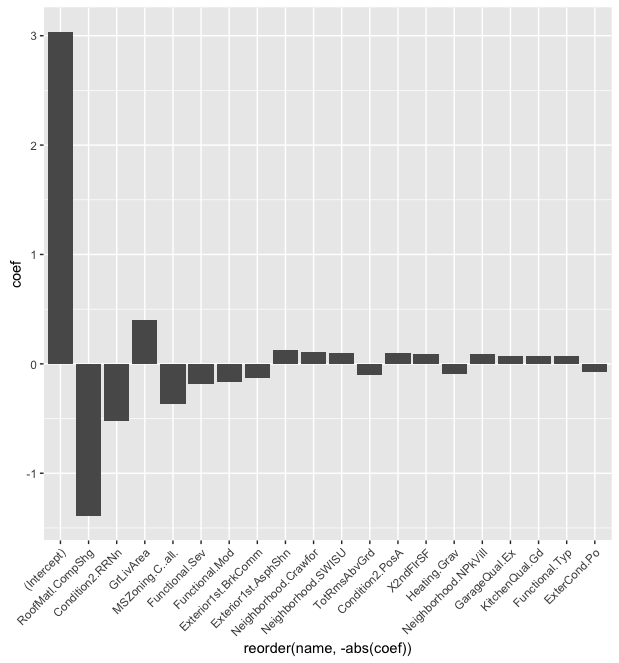 3
2
1
0
-1
coef
(Intercept)
RoofMatl.CompShg
Condition2.RRNn
GrLivArea
MSZoning.C..all.
Functional.Sev
Functional.Mod
Exterior1st.BrkComm
Exterior1st.AsphShn
Neighborhood.Crawfor
Neighborhood.SWISU
TotRmsAbvGrd
Condition2.PosA
X2ndFlrSF
Heating.Grav
Neighborhood.NPkVill
GarageQual.Ex
KitchenQual.Gd
Functional.Typ
ExterCond.Po
reorder(name, -abs(coef))